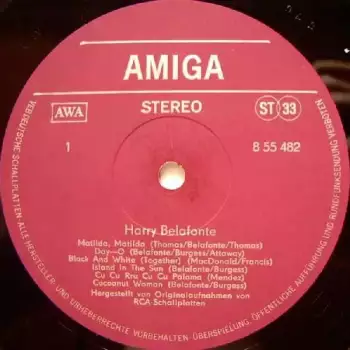 AMIGA
AWA STEREO ST 33
1 8 55 482
Harry Belafonte
Matilda, Matilda (Thomas/Belafonte/Thomas)
Day—O (Belafonte/Burgess/Attaway)
Black And White (Together) (MacDonald/Francis)
Island In The Sun (Belafonte/Burgess)
Cu Cu Rru Cu Cu Paloma (Mendez)
Cocoanut Woman (Belafonte/Burgess)
Hergestellt von Originalaufnahmen von
RCA-Schallplatten
VEB DEUTSCHE SCHALLPLATTEN · ALLE HERSTELLER- UND URHEBERRECHTE VORBEHALTEN · ÜBERSPIELUNG, ÖFFENTLICHE AUFFÜHRUNG UND RUNDFUNKSENDUNG VERBOTEN